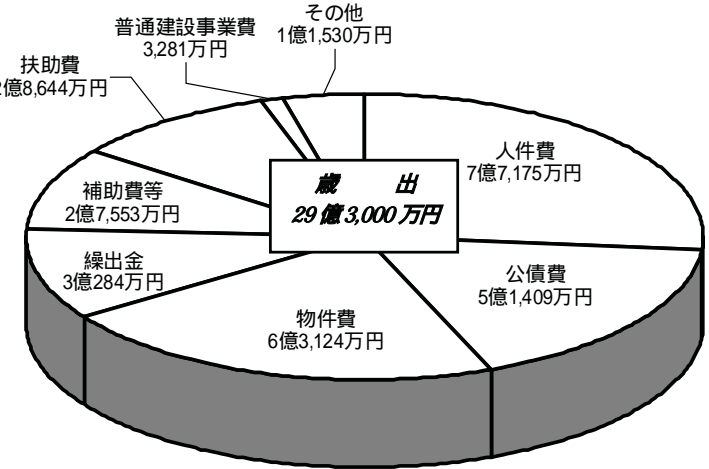 その他
1億1,530万円
普通建設事業費
3,281万円
扶助費
2億8,644万円
人件費
7億7,175万円
歳 出
29億3,000万円
補助費等
2億7,553万円
繰出金
3億284万円
公債費
5億1,409万円
物件費
6億3,124万円